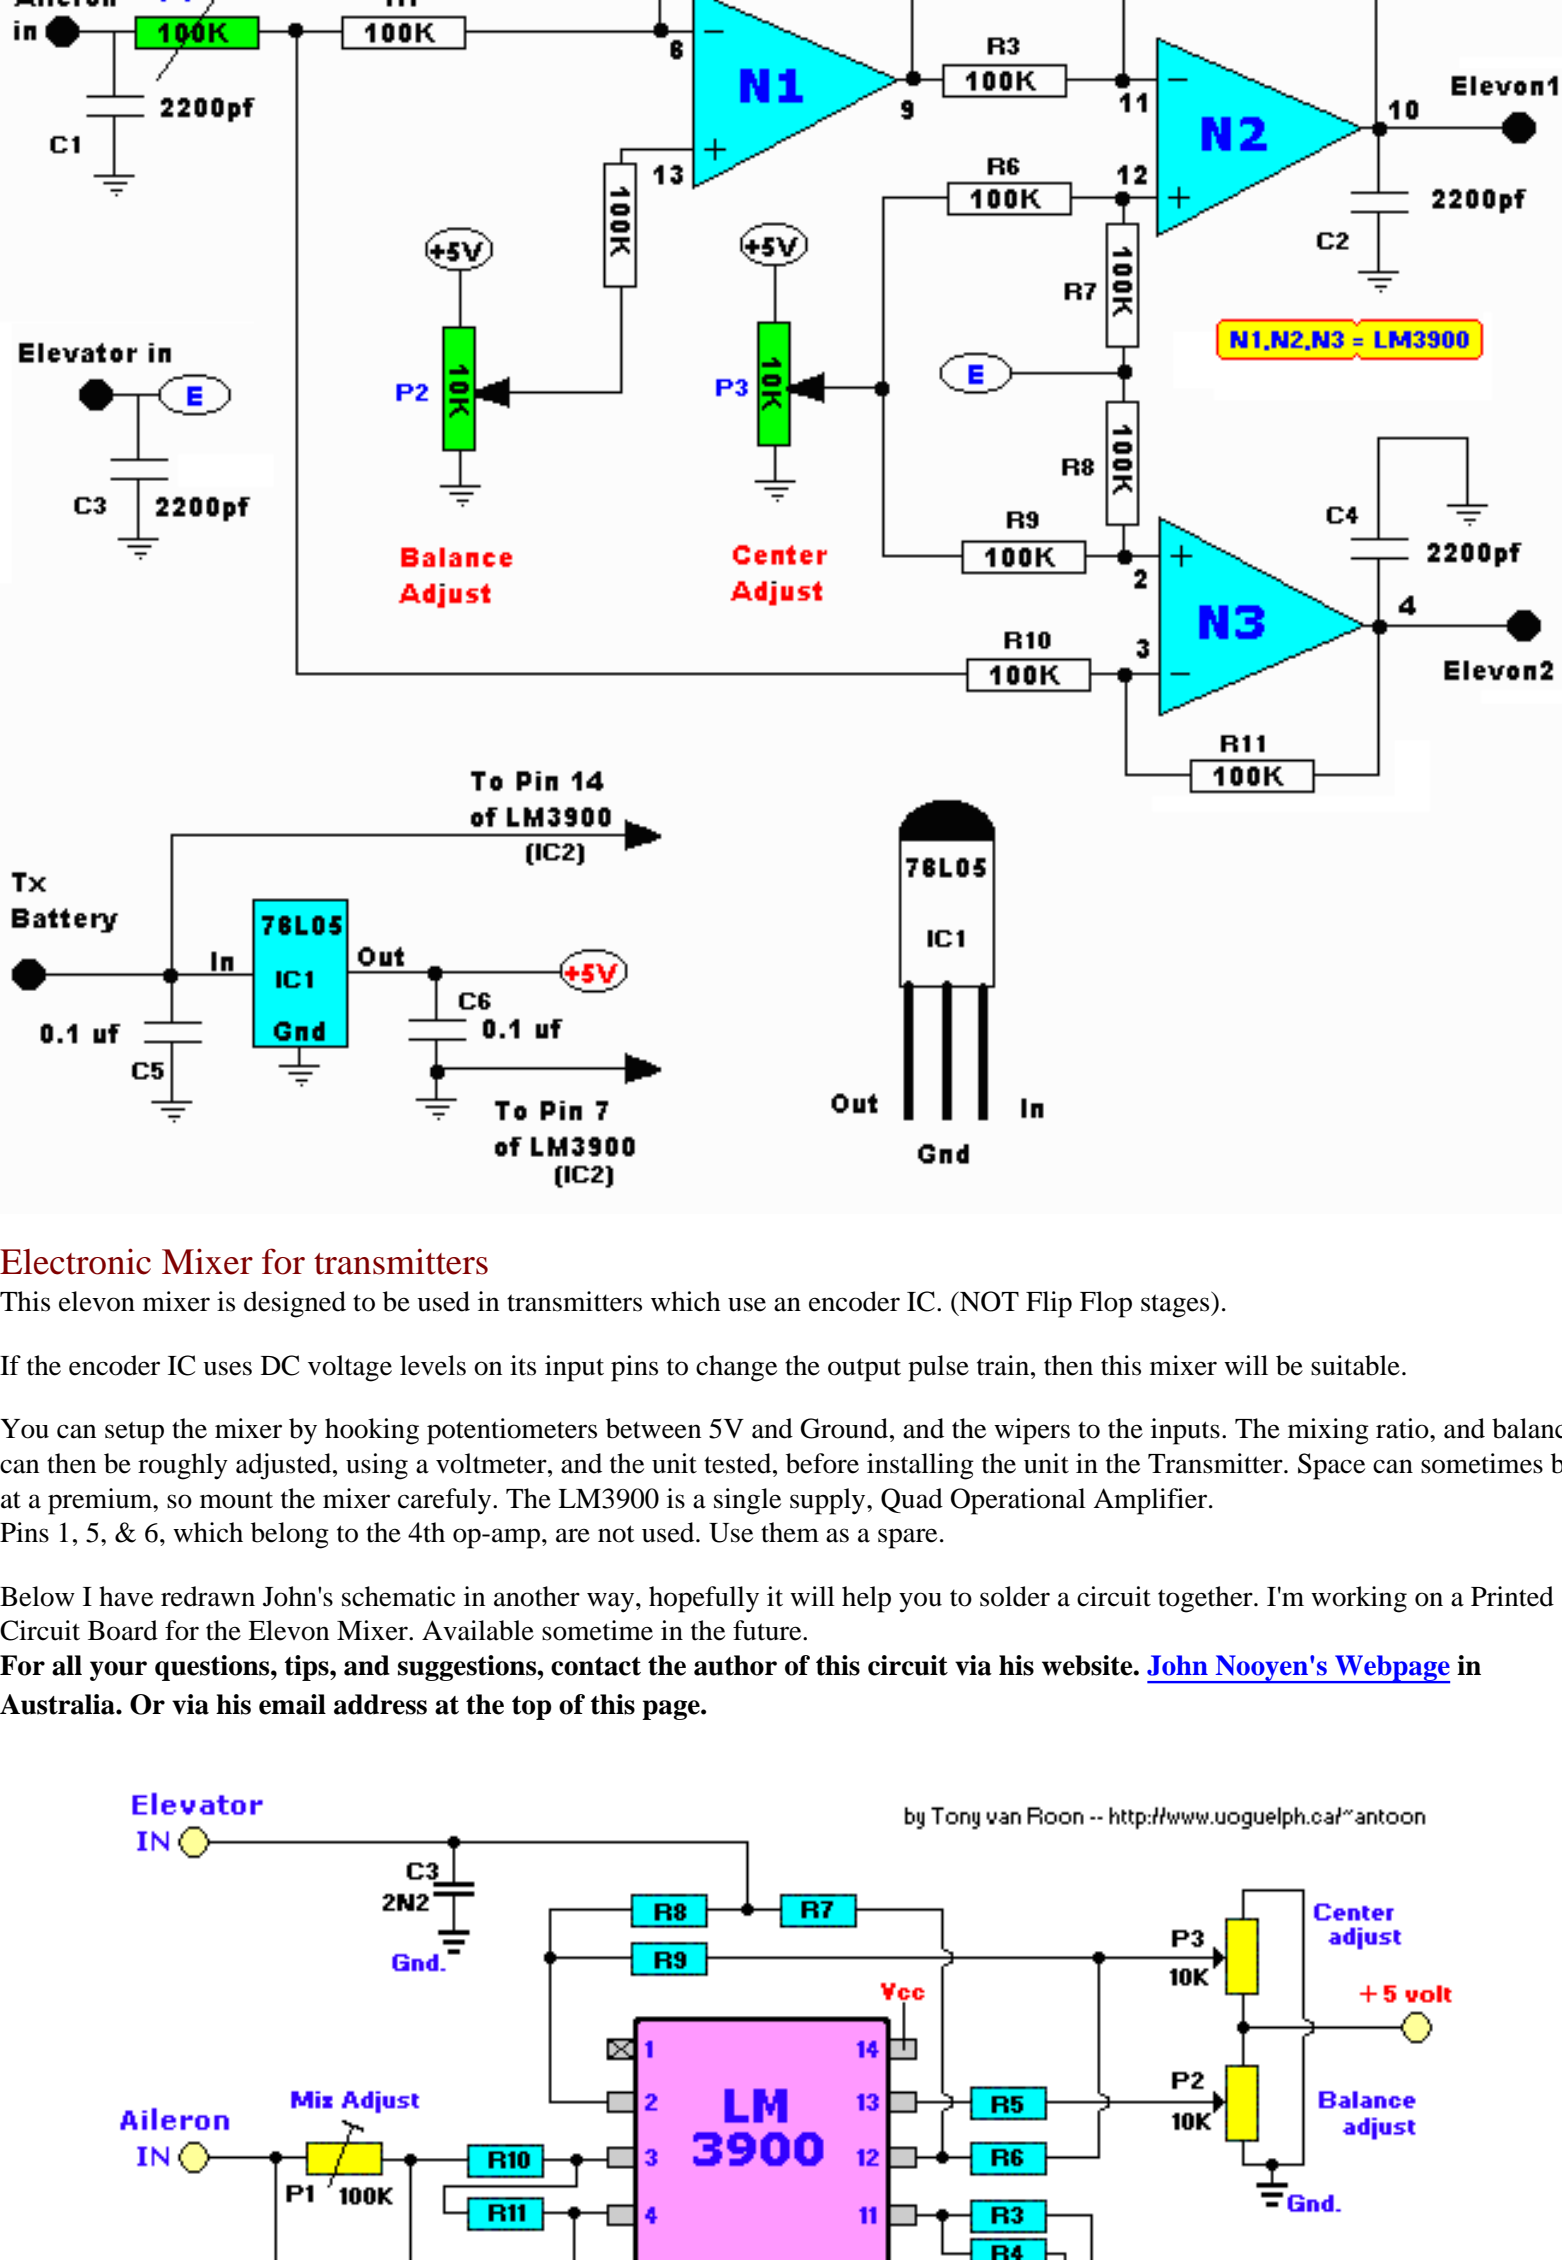 Aileron
in
100K
100K
C1
2200pf
6
N1
13
9
R3
100K
11
N2
10
Elevon1
R6
100K
12
2200pf
C2
100K
+5V
+5V
R7
100K
N1,N2,N3 = LM3900
Elevator in
E
C3
2200pf
P2
10K
P3
10K
E
R8
100K
Balance
Adjust
Center
Adjust
R9
100K
2
C4
2200pf
N3
4
Elevon2
R10
100K
3
R11
100K
To Pin 14
of LM3900
(IC2)
Tx
Battery
In
78L05
IC1
Gnd
Out
+5V
C6
0.1 uf
0.1 uf
C5
To Pin 7
of LM3900
(IC2)
78L05
IC1
Out
Gnd
In
Electronic Mixer for transmitters
This elevon mixer is designed to be used in transmitters which use an encoder IC. (NOT Flip Flop stages).
If the encoder IC uses DC voltage levels on its input pins to change the output pulse train, then this mixer will be suitable.
You can setup the mixer by hooking potentiometers between 5V and Ground, and the wipers to the inputs. The mixing ratio, and balanc
can then be roughly adjusted, using a voltmeter, and the unit tested, before installing the unit in the Transmitter. Space can sometimes b
at a premium, so mount the mixer carefuly. The LM3900 is a single supply, Quad Operational Amplifier.
Pins 1, 5, & 6, which belong to the 4th op-amp, are not used. Use them as a spare.
Below I have redrawn John's schematic in another way, hopefully it will help you to solder a circuit together. I'm working on a Printed
Circuit Board for the Elevon Mixer. Available sometime in the future.
For all your questions, tips, and suggestions, contact the author of this circuit via his website. John Nooyen's Webpage in
Australia. Or via his email address at the top of this page.
Elevator
IN
by Tony van Roon -- http://www.uoguelph.ca/~antoon
C3
2N2
Gnd.
R8
R7
R9
Vcc
P3
10K
Center
adjust
+5 volt
1
14
2
LM
3900
13
R5
P2
10K
Balance
adjust
Mix Adjust
Aileron
IN
P1
100K
R10
3
12
R6
Gnd.
R11
4
11
R3
R4